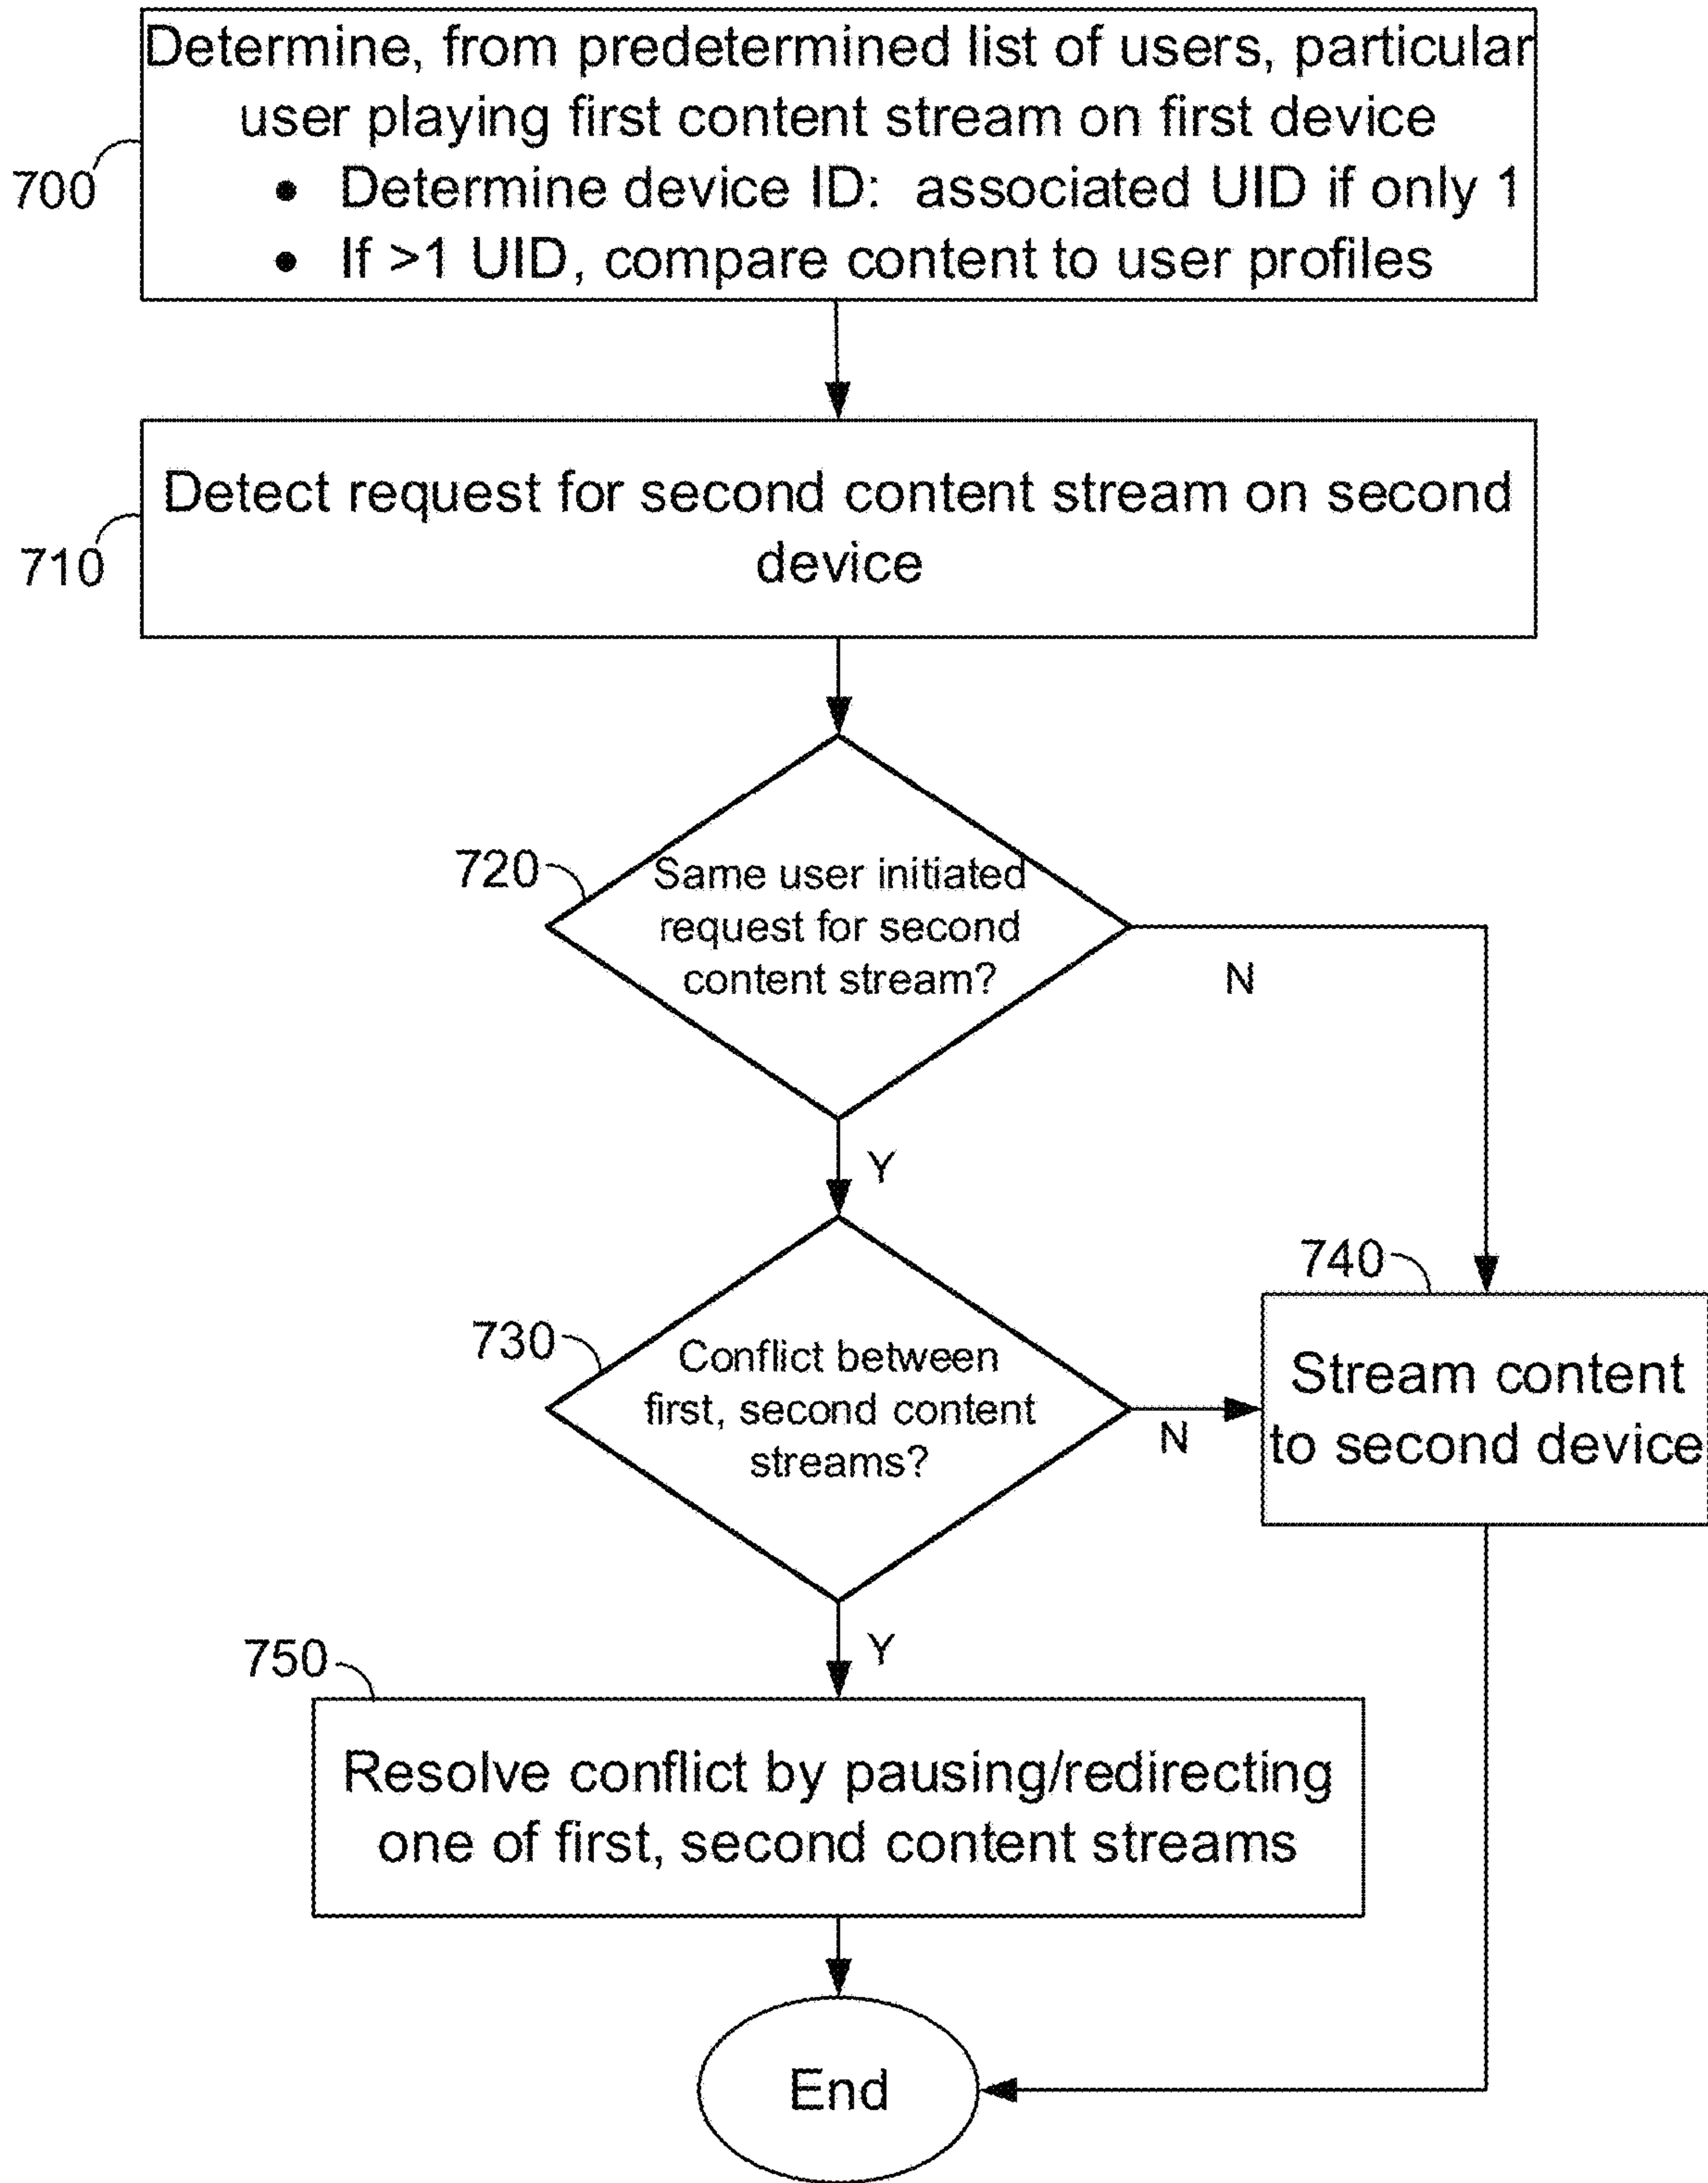 Determine, from predetermined list of users, particular
user playing first content stream on first device
• Determine device ID: associated UID if only 1
• If >1 UID, compare content to user profiles
700
Detect request for second content stream on second
device
710
720
Same user initiated
request for second
content stream?
N
Y
730
Conflict between
first, second content
streams?
N
740
Stream content
to second device
Y
750
Resolve conflict by pausing/redirecting
one of first, second content streams
End